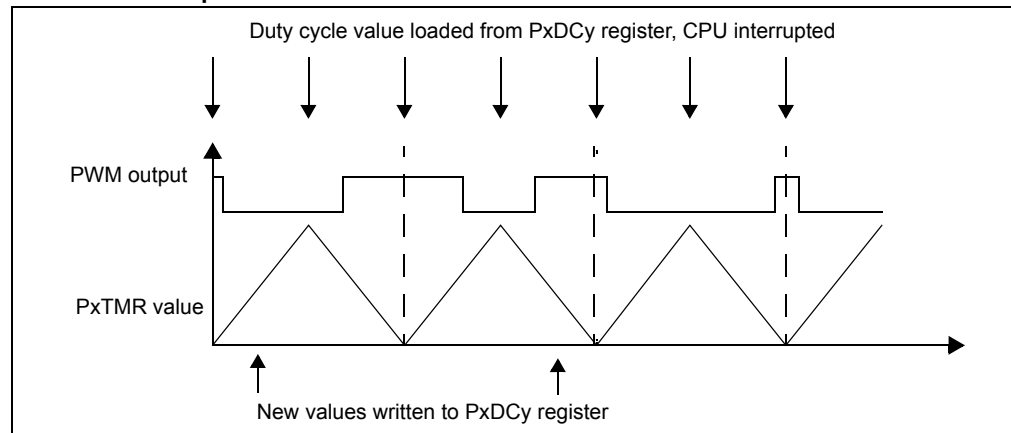 Duty cycle value loaded from PxDCy register, CPU interrupted
PWM output
PxTMR value
New values written to PxDCy register